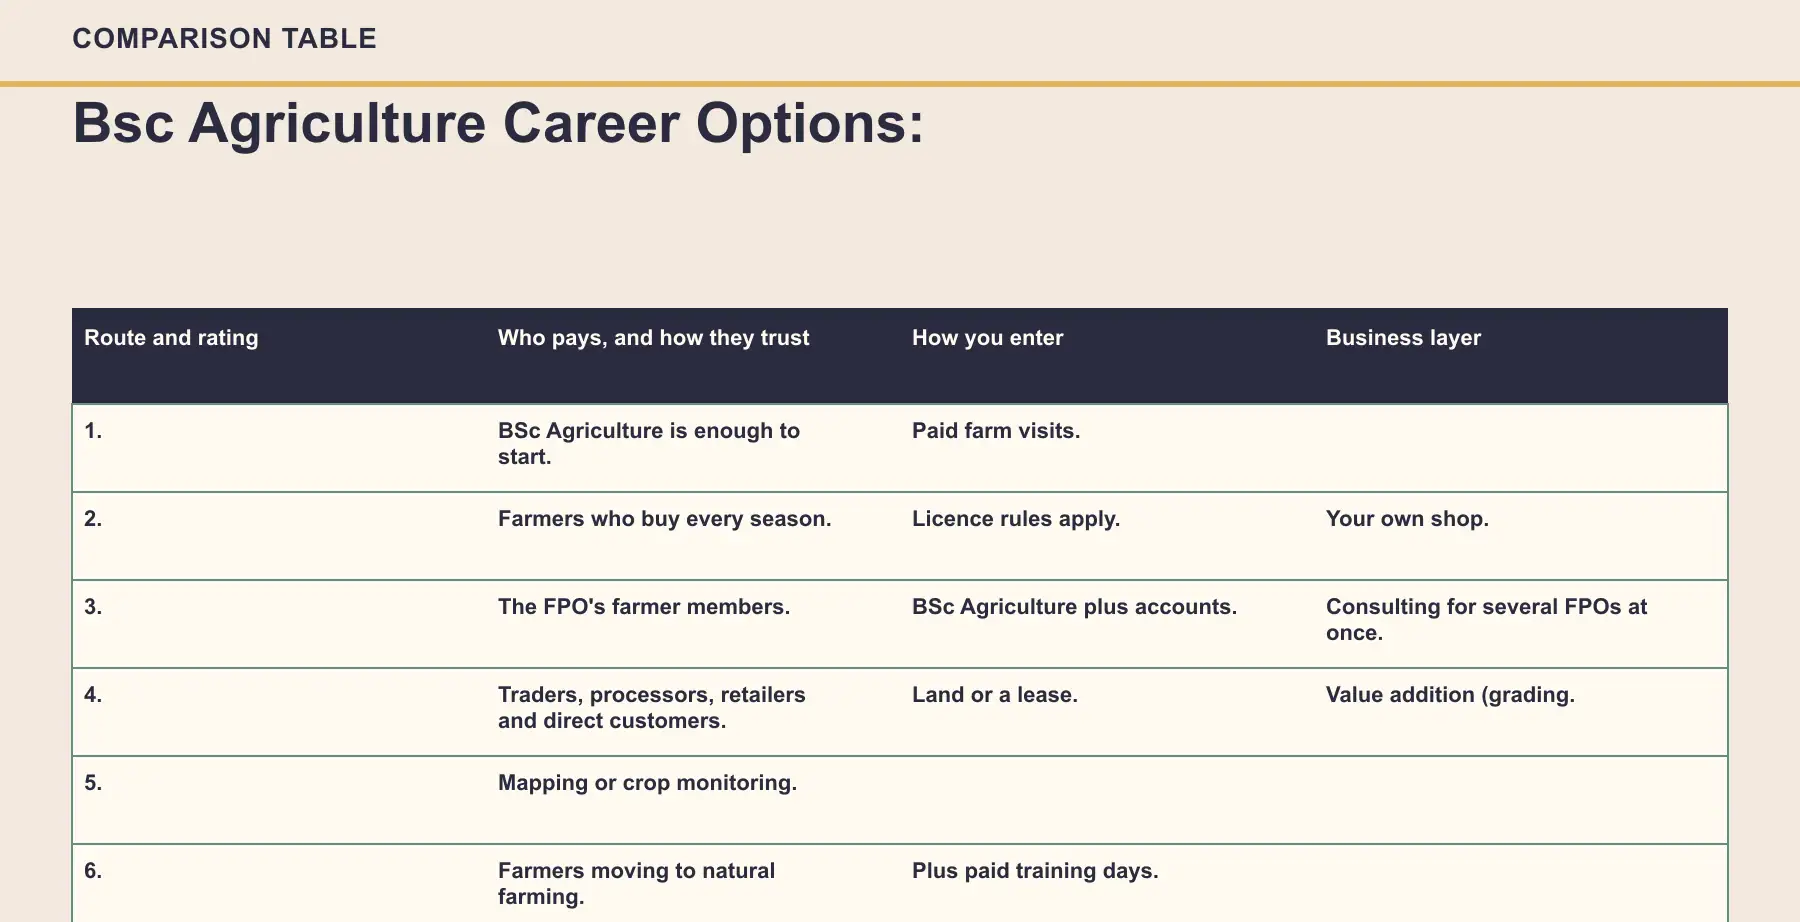 COMPARISON TABLE
Bsc Agriculture Career Options:
Route and rating
Who pays, and how they trust
How you enter
Business layer
1.
BSc Agriculture is enough to
start.
Paid farm visits.
2.
Farmers who buy every season.
Licence rules apply.
Your own shop.
3.
The FPO's farmer members.
BSc Agriculture plus accounts.
Consulting for several FPOs at
once.
4.
Traders, processors, retailers
and direct customers.
Land or a lease.
Value addition (grading.
5.
Mapping or crop monitoring.
6.
Farmers moving to natural
farming.
Plus paid training days.